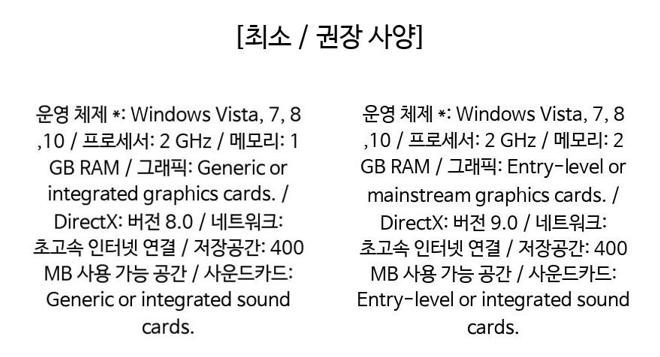 [최소 / 권장 사양]
운영 체제 *: Windows Vista, 7, 8
,10 / 프로세서: 2 GHz / 메모리: 1
GB RAM / 그래픽: Generic or
integrated graphics cards. /
DirectX: 버전 8.0 / 네트워크:
초고속 인터넷 연결 / 저장공간: 400
MB 사용 가능 공간 / 사운드카드:
Generic or integrated sound
cards.
운영 체제 *: Windows Vista, 7, 8
,10 / 프로세서: 2 GHz / 메모리: 2
GB RAM / 그래픽: Entry-level or
mainstream graphics cards. /
DirectX: 버전 9.0 / 네트워크:
초고속 인터넷 연결 / 저장공간: 400
MB 사용 가능 공간 / 사운드카드:
Entry-level or integrated sound
cards.